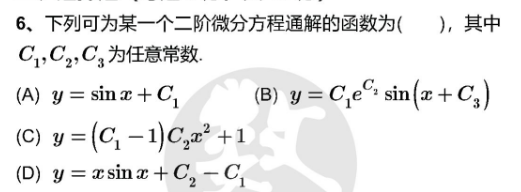 6、下列可为某一个二阶微分方程通解的函数为(      )，其中
C₁,C₂,C₃为任意常数.
(A) y = sin x + C₁
(B) y = C₁e^{C₂} sin(x + C₃)
(C) y = (C₁ − 1)C₂x² + 1
(D) y = x sin x + C₂ − C₁